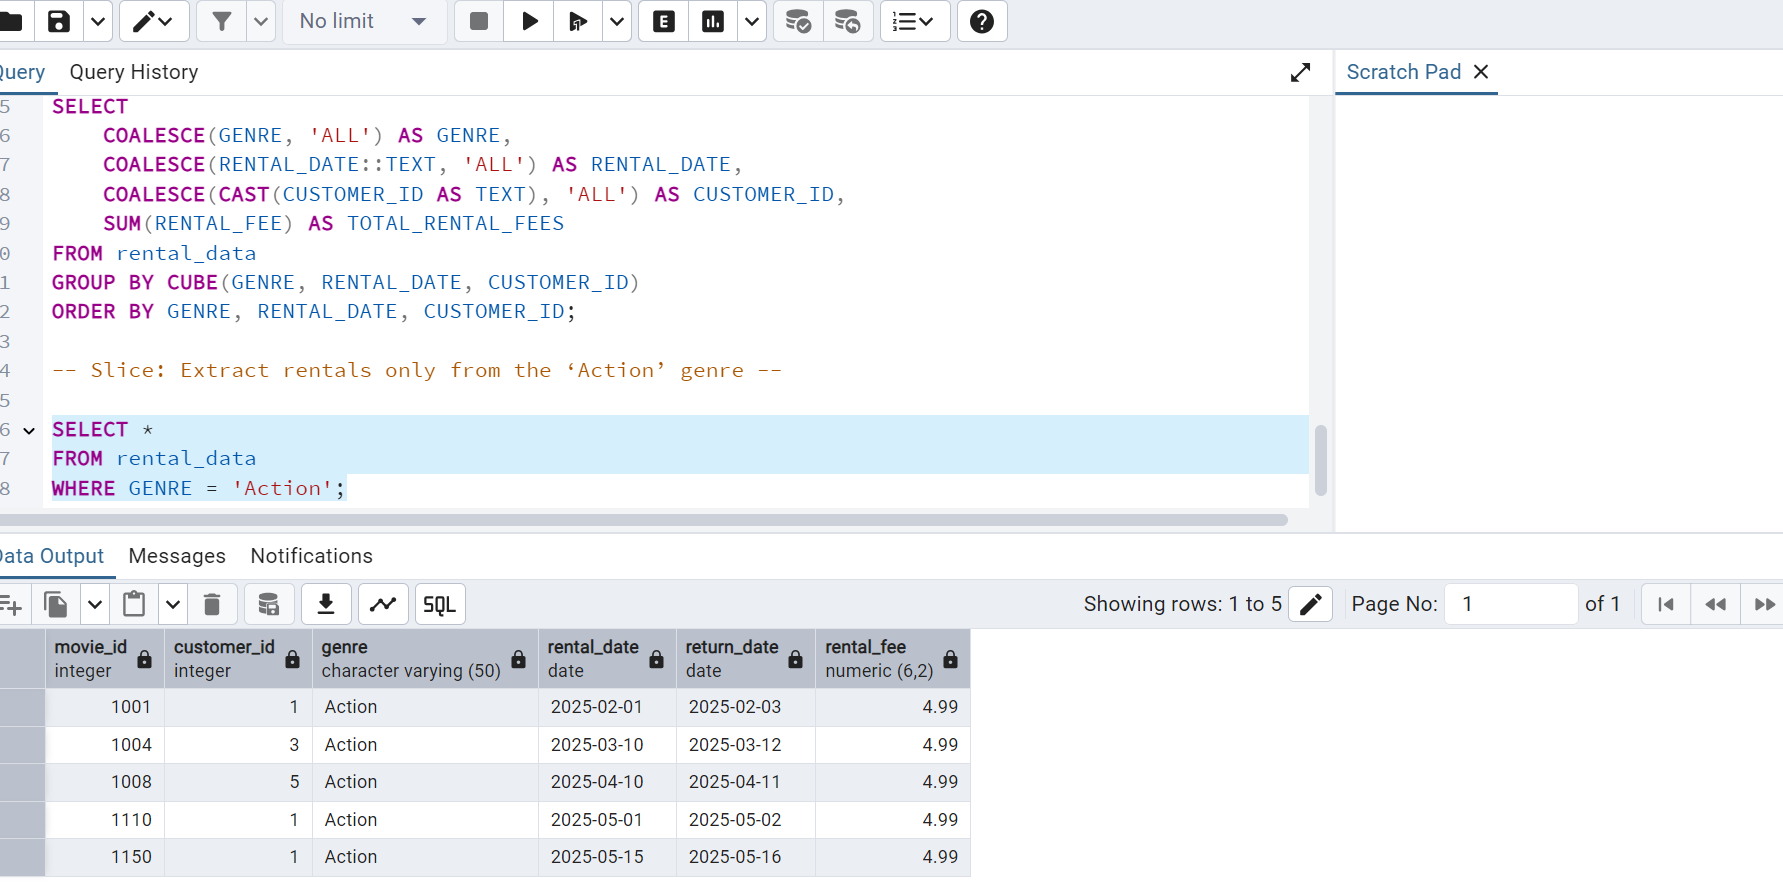 No limit
E
Query Query History
Scratch Pad
5 SELECT
6 COALESCE(GENRE, 'ALL') AS GENRE,
7 COALESCE(RENTAL_DATE::TEXT, 'ALL') AS RENTAL_DATE,
8 COALESCE(CAST(CUSTOMER_ID AS TEXT), 'ALL') AS CUSTOMER_ID,
9 SUM(RENTAL_FEE) AS TOTAL_RENTAL_FEES
0 FROM rental_data
1 GROUP BY CUBE(GENRE, RENTAL_DATE, CUSTOMER_ID)
2 ORDER BY GENRE, RENTAL_DATE, CUSTOMER_ID;
3
4 -- Slice: Extract rentals only from the ‘Action’ genre --
5
6 SELECT *
7 FROM rental_data
8 WHERE GENRE = 'Action';
Data Output Messages Notifications
SQL Showing rows: 1 to 5 Page No: 1 of 1
movie_id customer_id genre rental_date return_date rental_fee
integer integer character varying (50) date date numeric (6,2)
1001 1 Action 2025-02-01 2025-02-03 4.99
1004 3 Action 2025-03-10 2025-03-12 4.99
1008 5 Action 2025-04-10 2025-04-11 4.99
1110 1 Action 2025-05-01 2025-05-02 4.99
1150 1 Action 2025-05-15 2025-05-16 4.99